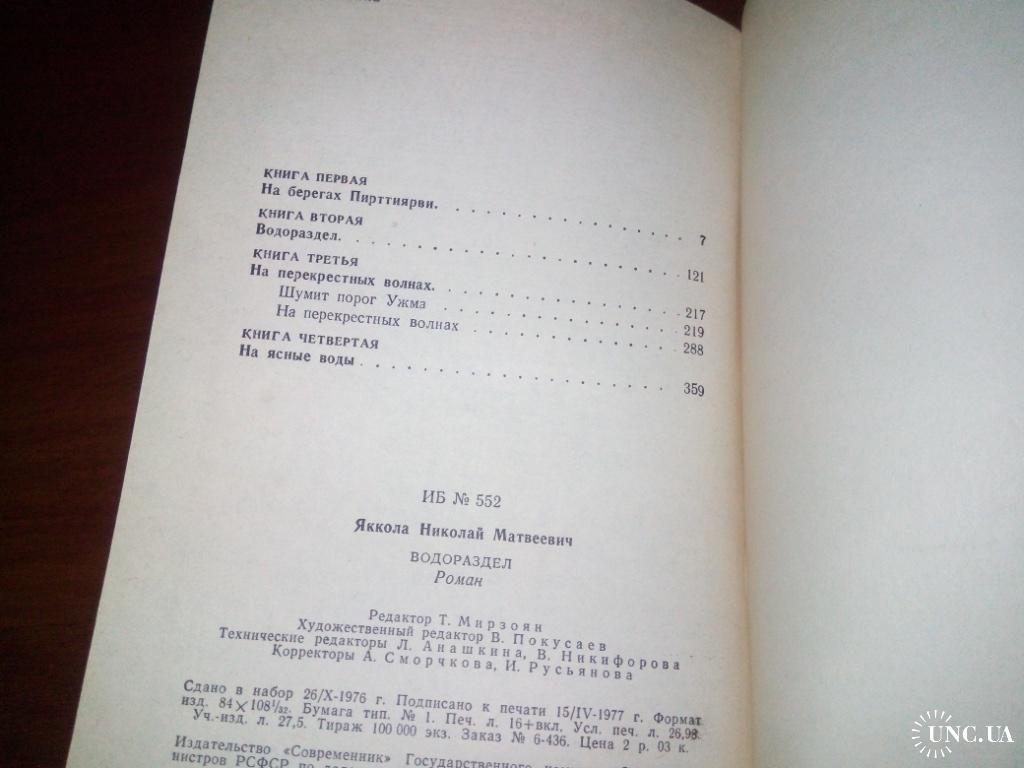 КНИГА ПЕРВАЯ
На берегах Пирттиярви. . . . . . . . . . . . . . 7
КНИГА ВТОРАЯ
Водораздел. . . . . . . . . . . . . . . . . . 121
КНИГА ТРЕТЬЯ
На перекрестных волнах. . . . . . . . . . . . . . 217
Шумит порог Ужма . . . . . . . . . . . . . . 219
На перекрестных волнах . . . . . . . . . . . . . 288
КНИГА ЧЕТВЕРТАЯ
На ясные воды . . . . . . . . . . . . . . . . . 359
ИБ № 552
Яккола Николай Матвеевич
ВОДОРАЗДЕЛ
Роман
Редактор Т. Мирзоян
Художественный редактор В. Покусаев
Технические редакторы Л. Анашкина, В. Никифорова
Корректоры А. Сморчкова, И. Русьянова
Сдано в набор 26/X-1976 г. Подписано к печати 15/IV-1977 г. Формат
изд. 84×108¹/₃₂. Бумага тип. № 1. Печ. л. 16+вкл. Усл. печ. л. 26,98.
Уч.-изд. л. 27,5. Тираж 100 000 экз. Заказ № 6-436. Цена 2 р. 03 к.
Издательство «Современник» Государственного
нистров РСФСР по
UNC.UA